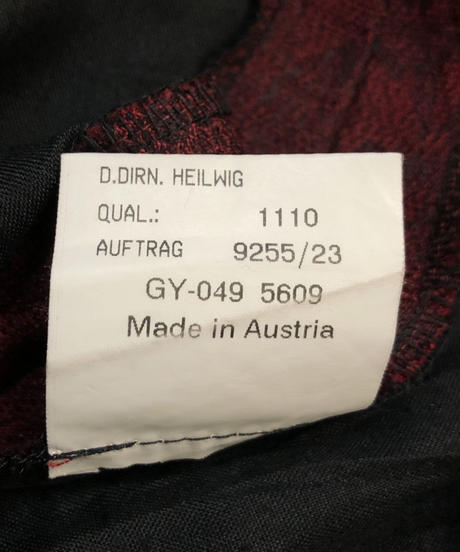 D.DIRN. HEILWIG
QUAL.: 1110
AUFTRAG 9255/23
GY-049 5609
Made in Austria